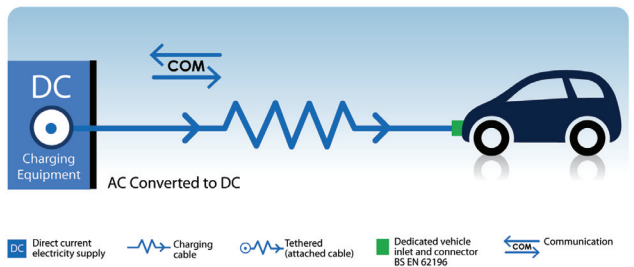 COM
DC
Charging
Equipment
AC Converted to DC
DC
Direct current
electricity supply
Charging
cable
Tethered
(attached cable)
Dedicated vehicle
inlet and connector
BS EN 62196
COM
Communication